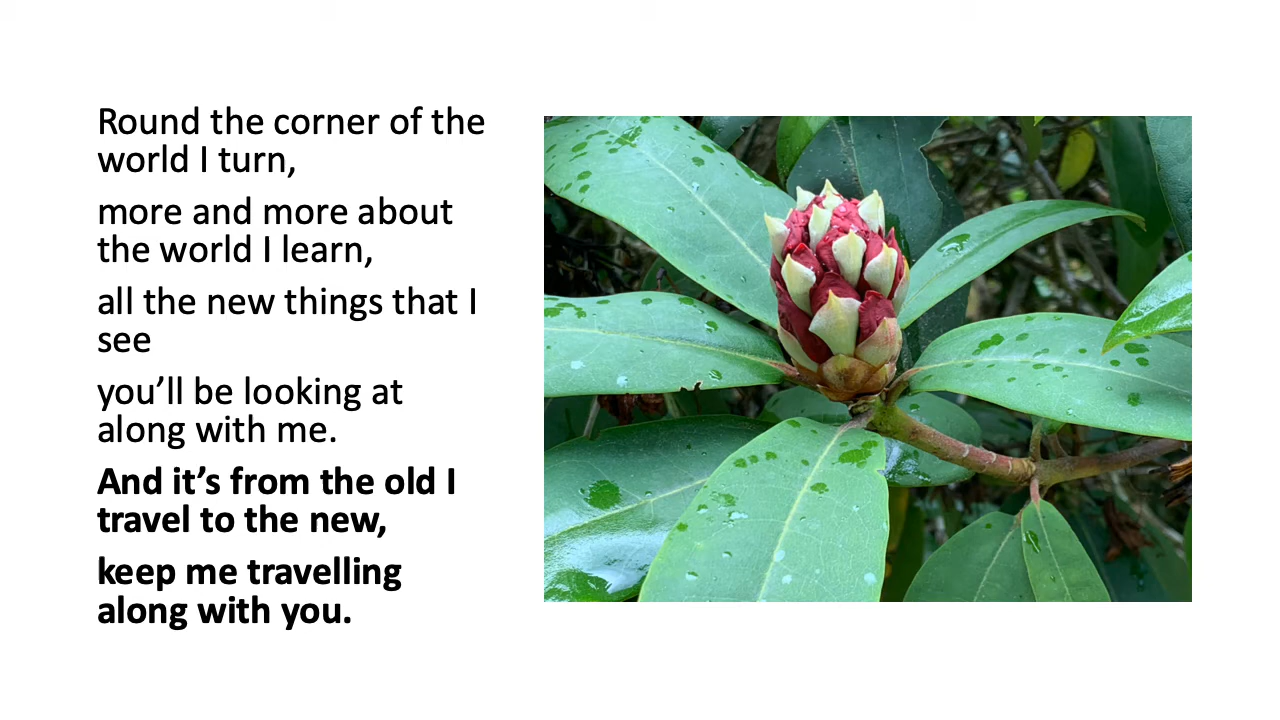 Round the corner of the
world I turn,
more and more about
the world I learn,
all the new things that I
see
you’ll be looking at
along with me.
And it’s from the old I
travel to the new,
keep me travelling
along with you.